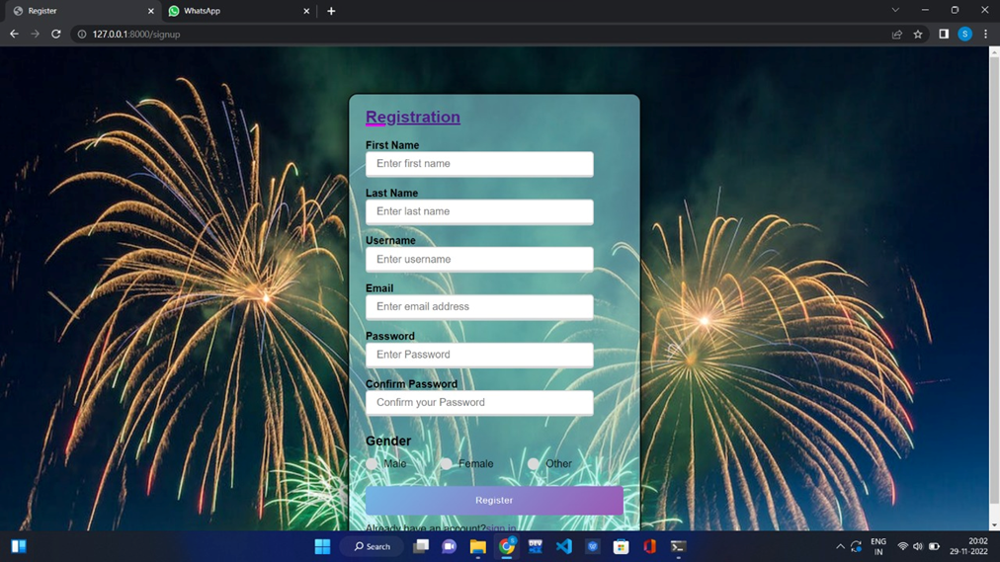 Register
WhatsApp
127.0.0.1:8000/signup
S
Registration
First Name
Enter first name
Last Name
Enter last name
Username
Enter username
Email
Enter email address
Password
Enter Password
Confirm Password
Confirm your Password
Gender
Male Female Other
Register
Already have an account?sign in
Search
DEV
ENG
IN
20:02
29-11-2022